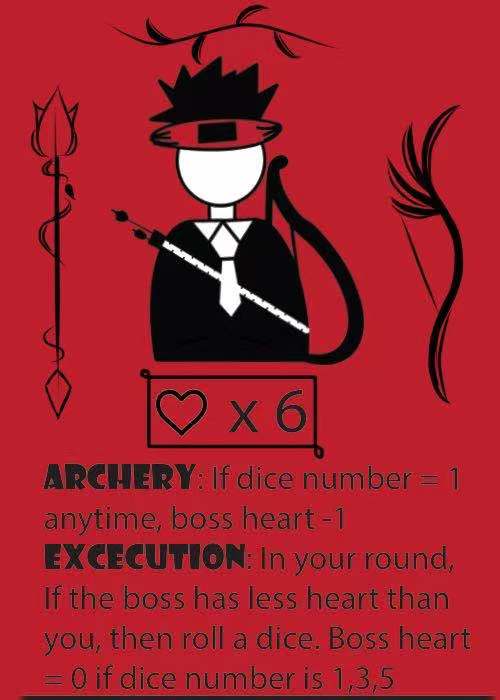 ♡ x 6
ARCHERY: If dice number = 1
anytime, boss heart -1
EXCECUTION: In your round,
If the boss has less heart than
you, then roll a dice. Boss heart
= 0 if dice number is 1,3,5